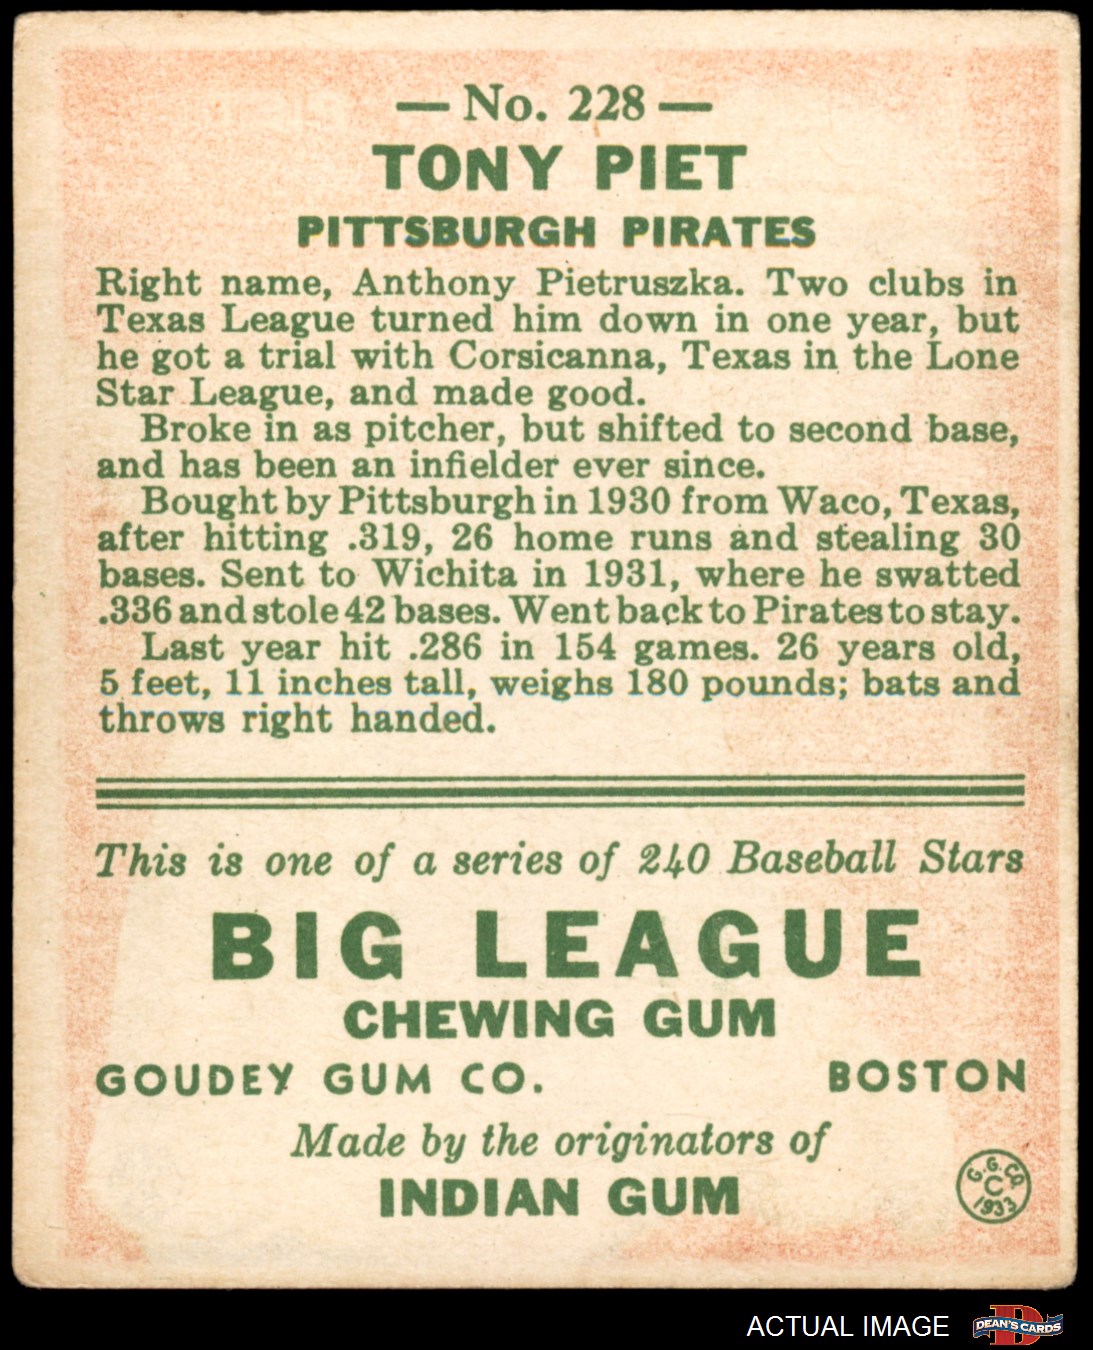 — No. 228 —
TONY PIET
PITTSBURGH PIRATES
Right name, Anthony Pietruszka. Two clubs in
Texas League turned him down in one year, but
he got a trial with Corsicanna, Texas in the Lone
Star League, and made good.
Broke in as pitcher, but shifted to second base,
and has been an infielder ever since.
Bought by Pittsburgh in 1930 from Waco, Texas,
after hitting .319, 26 home runs and stealing 30
bases. Sent to Wichita in 1931, where he swatted
.336 and stole 42 bases. Went back to Pirates to stay.
Last year hit .286 in 154 games. 26 years old,
5 feet, 11 inches tall, weighs 180 pounds; bats and
throws right handed.
This is one of a series of 240 Baseball Stars
BIG LEAGUE
CHEWING GUM
GOUDEY GUM CO. BOSTON
Made by the originators of
INDIAN GUM
G.G.CO.
C
1933
ACTUAL IMAGE
D
DEAN'S CARDS